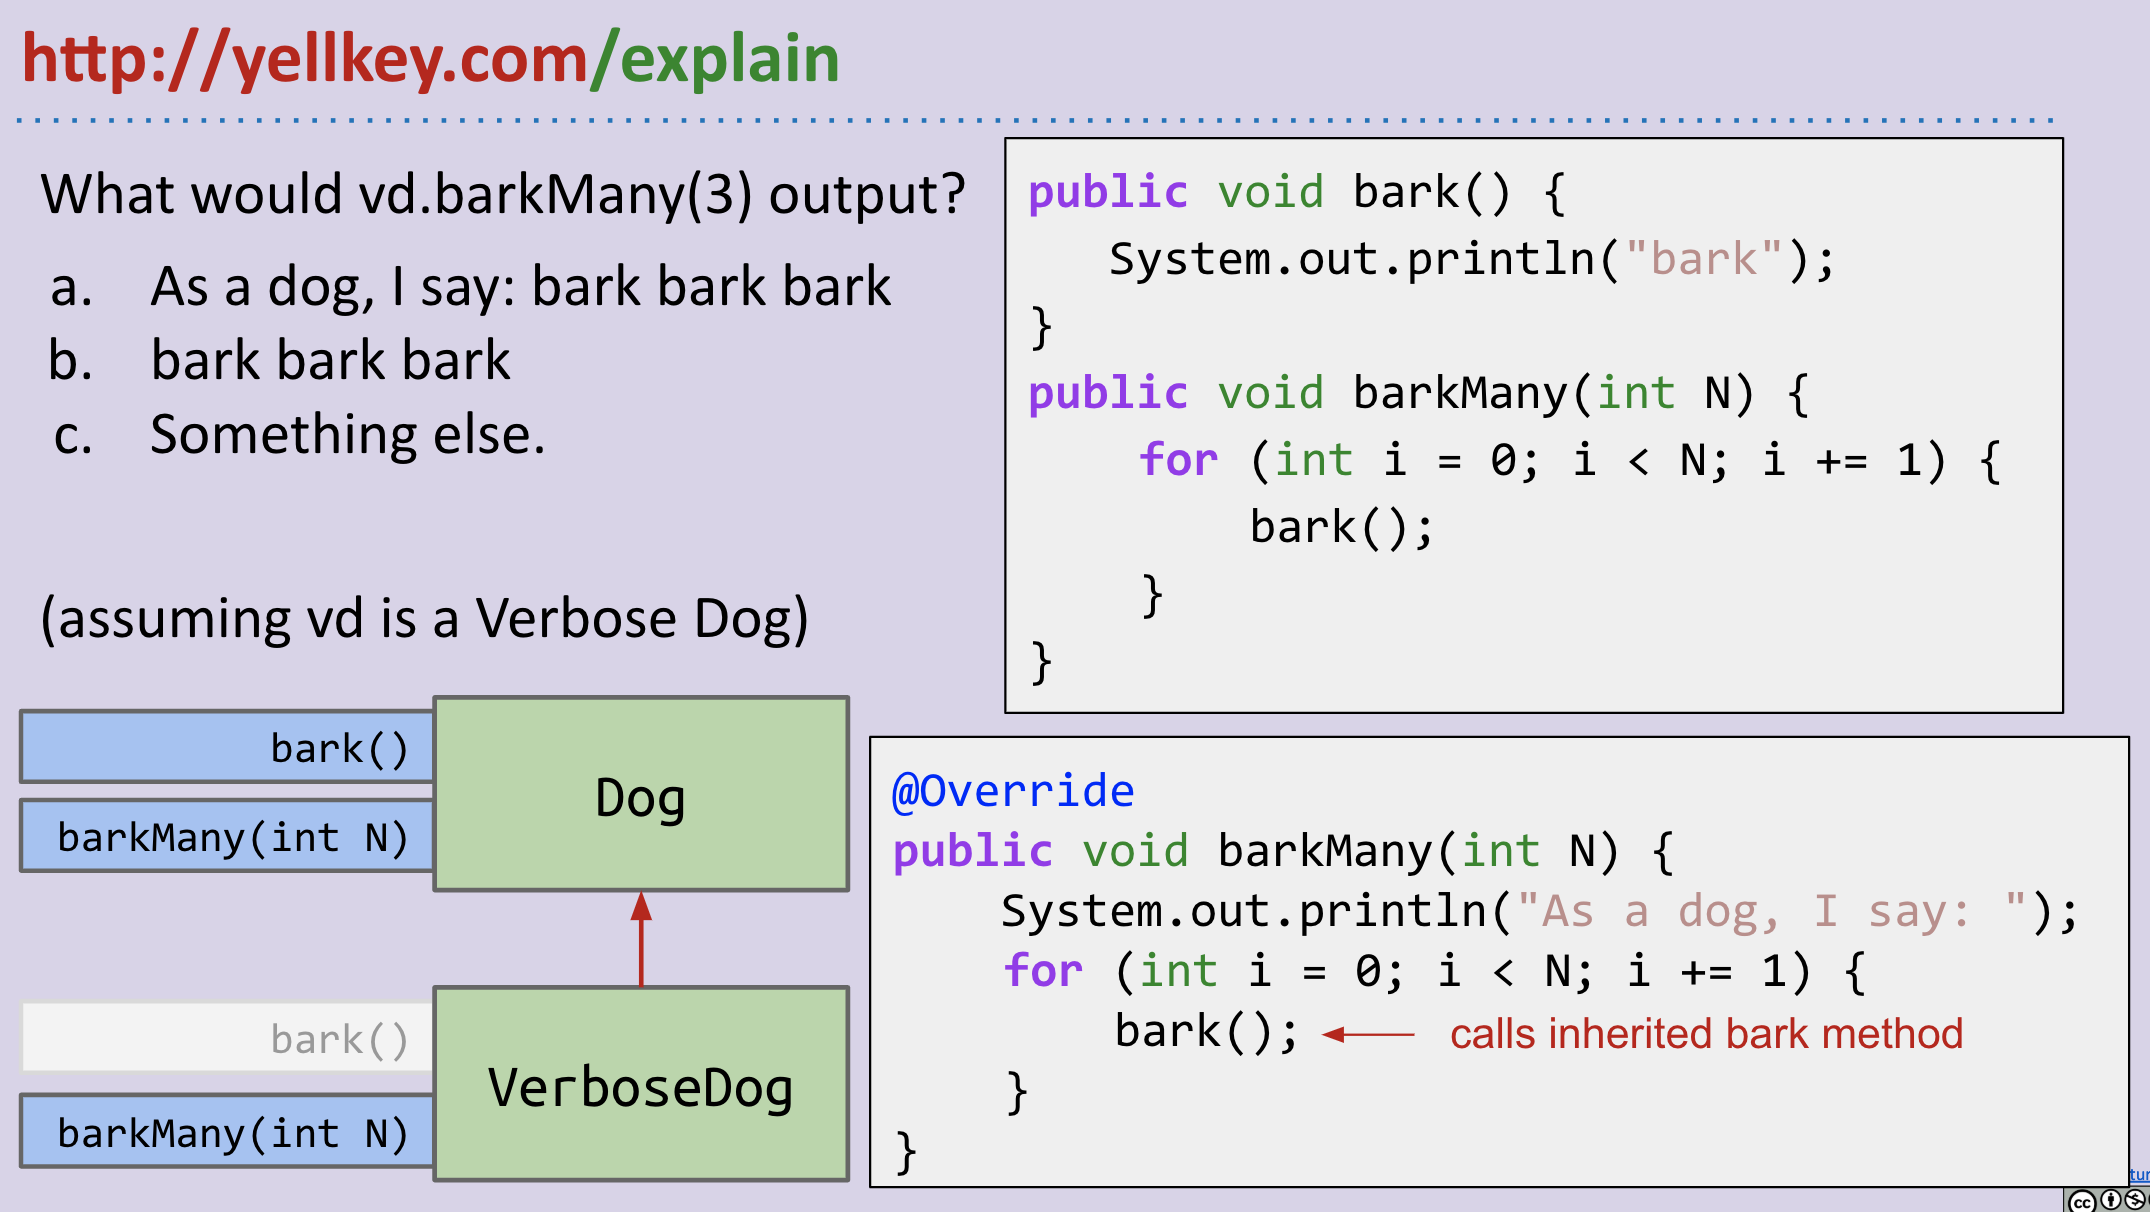 http://yellkey.com/explain
What would vd.barkMany(3) output?
a. As a dog, I say: bark bark bark
b. bark bark bark
c. Something else.
(assuming vd is a Verbose Dog)
public void bark() {
System.out.println("bark");
}
public void barkMany(int N) {
for (int i = 0; i < N; i += 1) {
bark();
}
}
bark()
barkMany(int N)
Dog
bark()
barkMany(int N)
VerboseDog
@Override
public void barkMany(int N) {
System.out.println("As a dog, I say: ");
for (int i = 0; i < N; i += 1) {
bark(); calls inherited bark method
}
}
cc